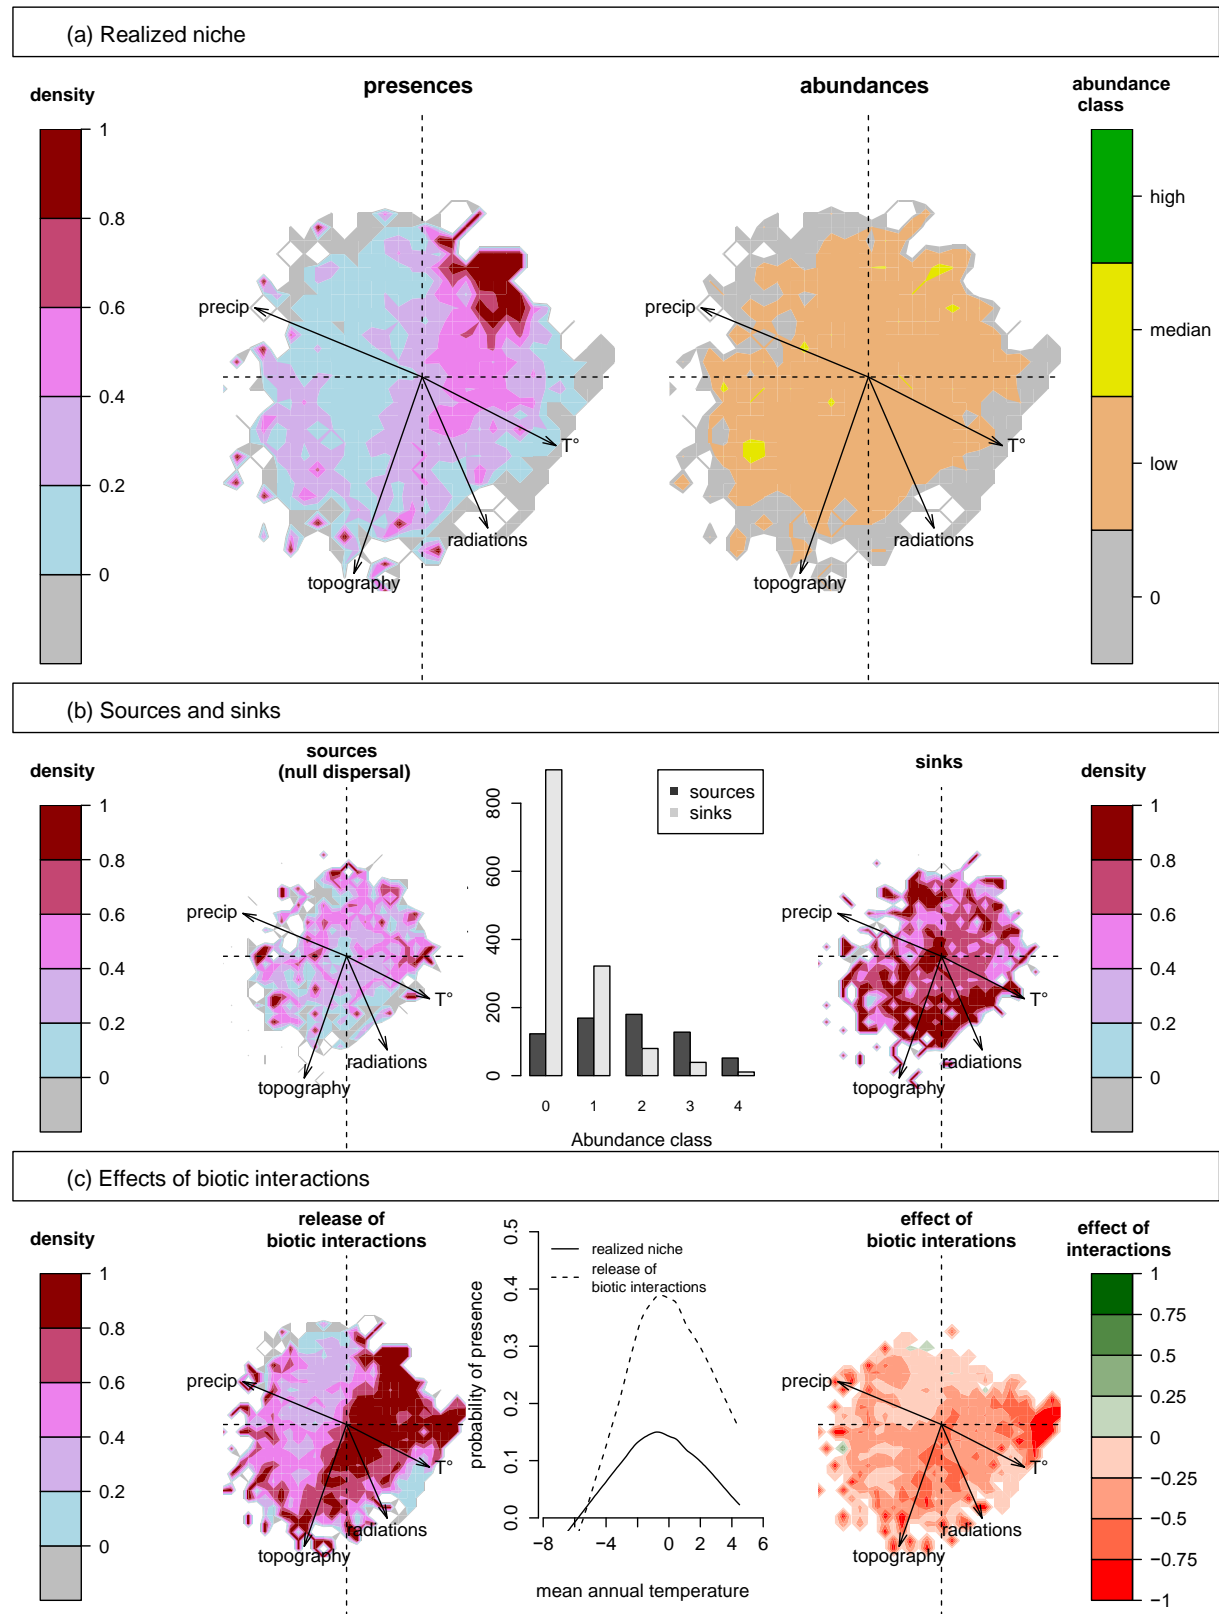 (a) Realized niche
density
presences
abundances
abundance
class
1
0.8
0.6
0.4
0.2
0
precip
T°
radiations
topography
precip
T°
radiations
topography
high
median
low
0
(b) Sources and sinks
density
sources
(null dispersal)
sinks
density
1
0.8
0.6
0.4
0.2
0
precip
T°
radiations
topography
800
600
400
200
0
sources
sinks
0 1 2 3 4
Abundance class
precip
T°
radiations
topography
1
0.8
0.6
0.4
0.2
0
(c) Effects of biotic interactions
density
release of
biotic interactions
effect of
biotic interations
effect of
interactions
1
0.8
0.6
0.4
0.2
0
precip
T°
radiations
topography
probability of presence
0.5
0.4
0.3
0.2
0.1
0.0
realized niche
release of
biotic interactions
−8 −4 0 2 4 6
mean annual temperature
precip
T°
radiations
topography
1
0.75
0.5
0.25
0
−0.25
−0.5
−0.75
−1